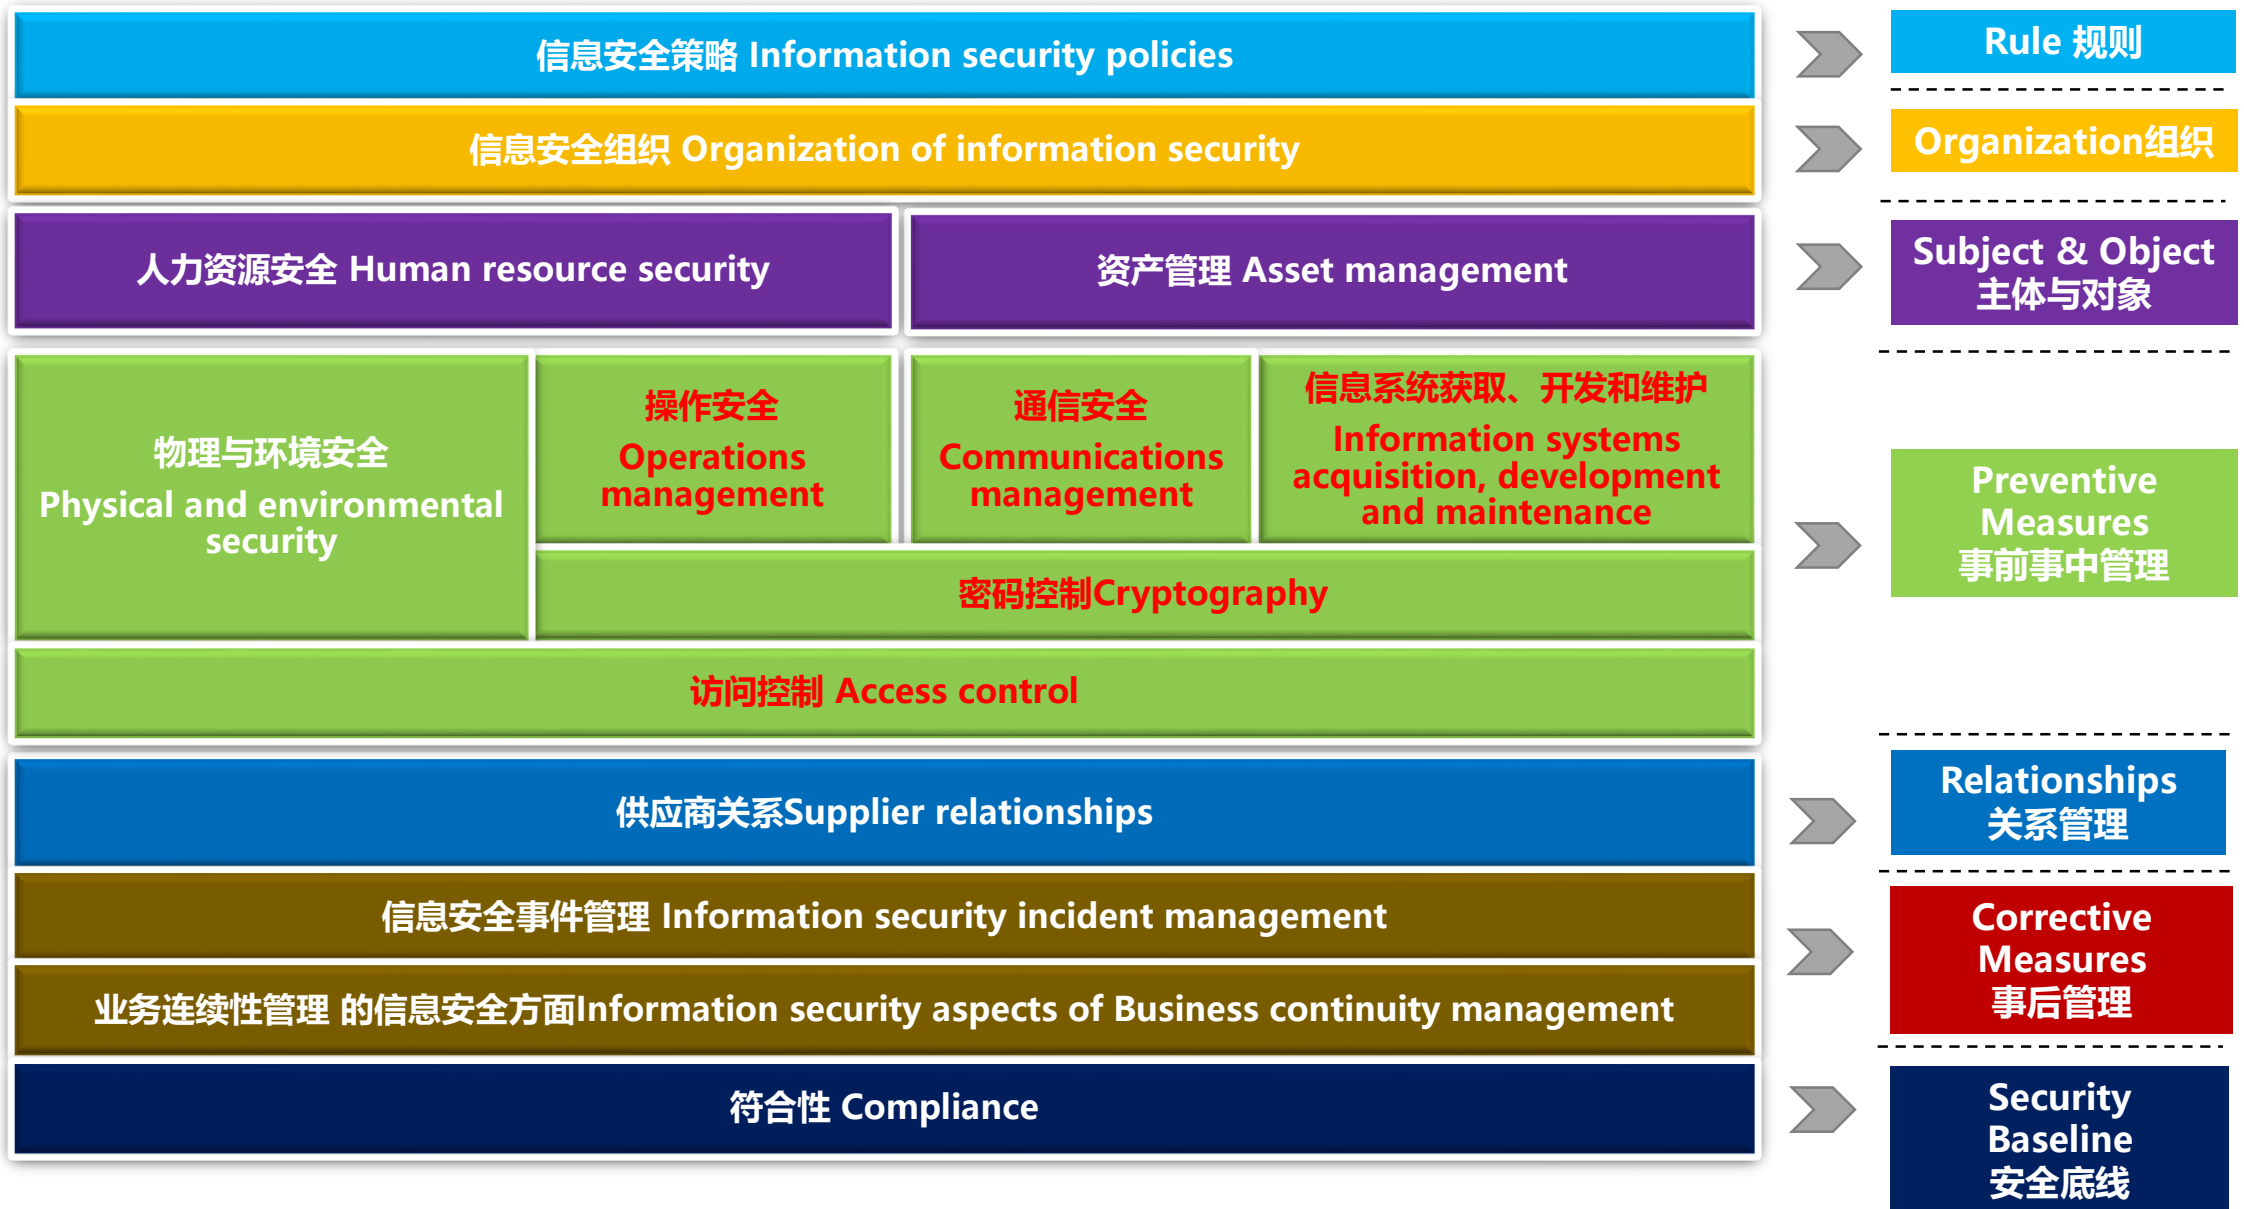 信息安全策略 Information security policies
Rule 规则
信息安全组织 Organization of information security
Organization组织
人力资源安全 Human resource security
资产管理 Asset management
Subject & Object
主体与对象
物理与环境安全
Physical and environmental
security
操作安全
Operations
management
通信安全
Communications
management
信息系统获取、开发和维护
Information systems
acquisition, development
and maintenance
密码控制Cryptography
访问控制 Access control
Preventive
Measures
事前事中管理
供应商关系Supplier relationships
Relationships
关系管理
信息安全事件管理 Information security incident management
业务连续性管理 的信息安全方面Information security aspects of Business continuity management
Corrective
Measures
事后管理
符合性 Compliance
Security
Baseline
安全底线